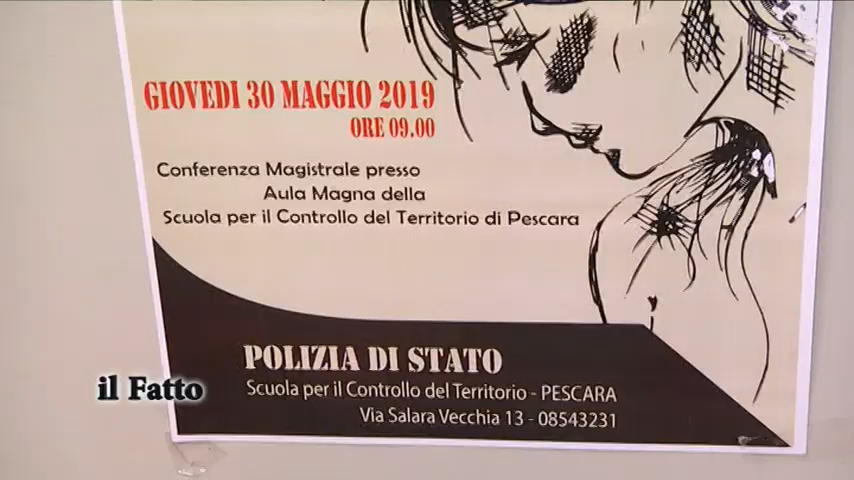 GIOVEDI 30 MAGGIO 2019
ORE 09.00
Conferenza Magistrale presso
Aula Magna della
Scuola per il Controllo del Territorio di Pescara
POLIZIA DI STATO
Scuola per il Controllo del Territorio - PESCARA
Via Salara Vecchia 13 - 08543231
il Fatto